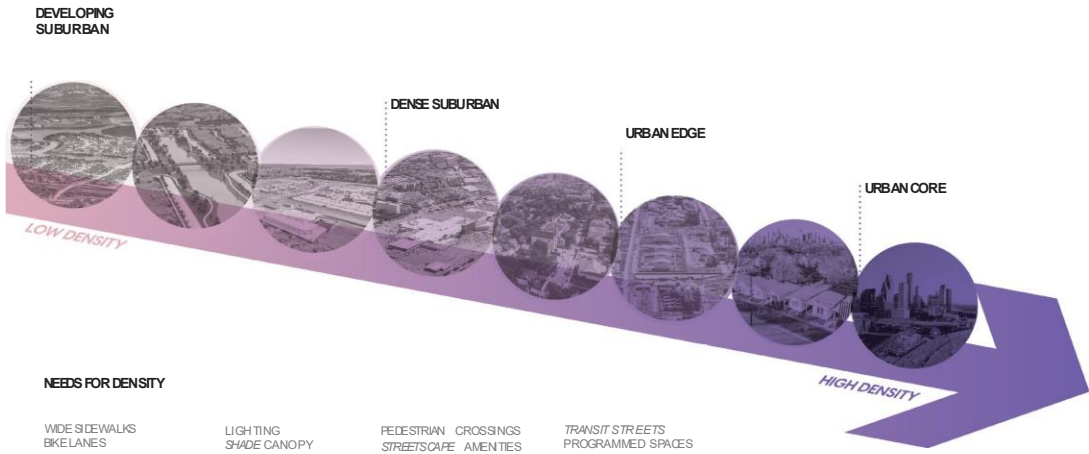 DEVELOPING
SUBURBAN
DENSE SUBURBAN
URBAN EDGE
URBAN CORE
LOW DENSITY
HIGH DENSITY
NEEDS FOR DENSITY
WIDE SIDEWALKS
BIKE LANES
LIGHTING
SHADE CANOPY
PEDESTRIAN CROSSINGS
STREETSCAPE AMENITIES
TRANSIT STREETS
PROGRAMMED SPACES